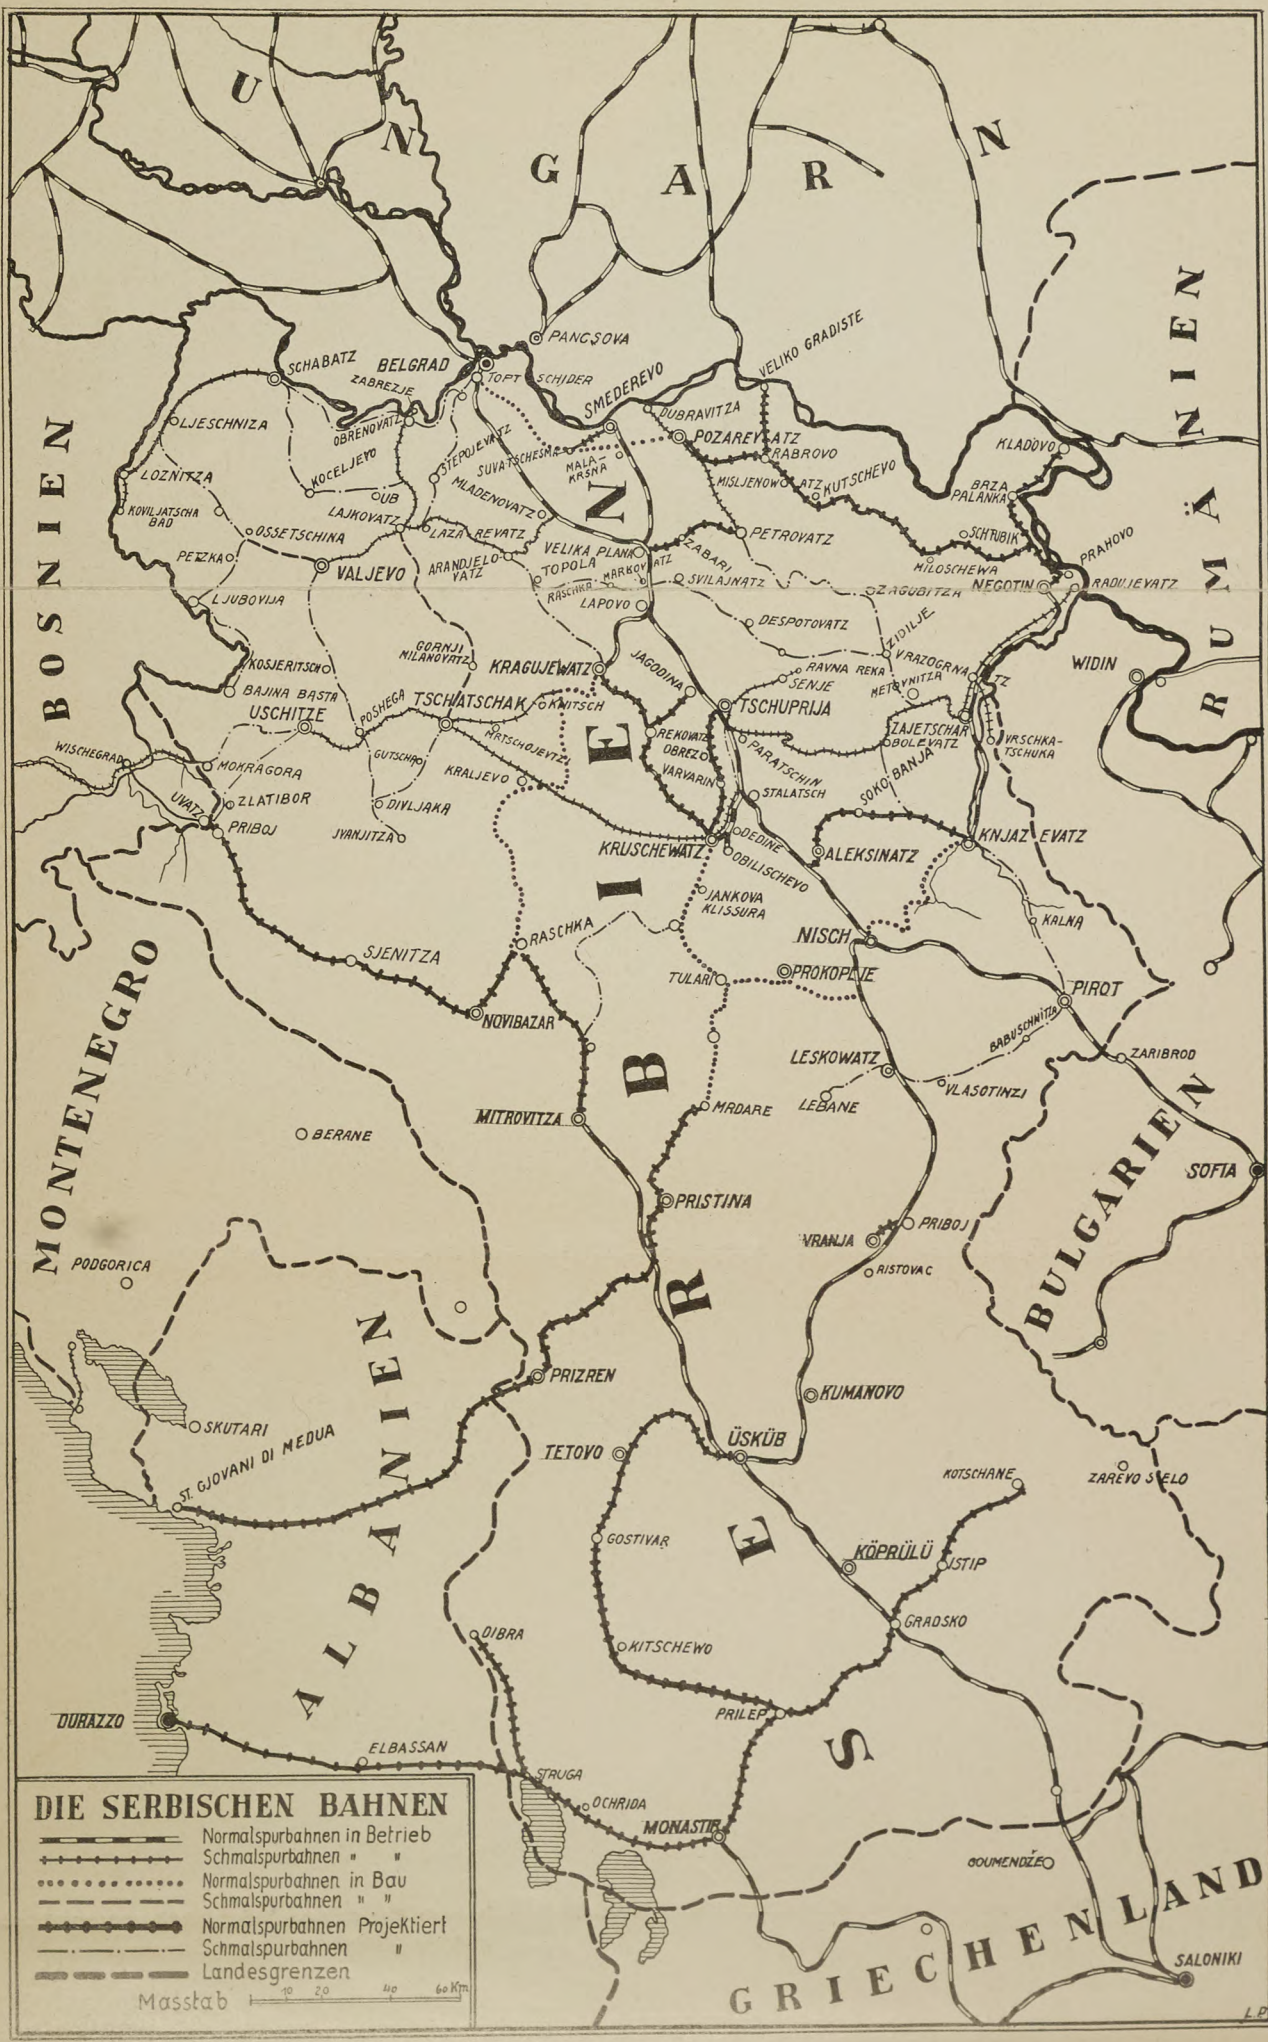 UNGARN
BOSNIEN
RUMÄNIEN
SERBIEN
MONTENEGRO
ALBANIEN
BULGARIEN
GRIECHENLAND
PANCSOVA
SCHABATZ
BELGRAD
ZABREZJE
TOPTSCHIDER
SMEDEREVO
VELIKO GRADISTE
LJESCHNIZA
OBRENOVATZ
DUBRAVITZA
POZAREVATZ
RABROVO
KLADOVO
LOZNITZA
KOCELJEVO
UB
STEPOJEVATZ
SUVATSCHESMA
MALA-
KRSNA
MISLJENOWATZ
KUTSCHEVO
BRZA
PALANKA
KOVILJATSCHA
BAD
LAJKOVATZ
MLADENOVATZ
OSSETSCHINA
LAZAREVATZ
PETROVATZ
SCHTUBIK
PRAHOVO
PETZKA
VALJEVO
ARANDJELO-
VATZ
VELIKA PLANA
ZABARI
TOPOLA
MARKOVATZ
RASCHKA
SVILAJNATZ
MILOSCHEWA
NEGOTIN
RADUJEVATZ
LJUBOVIJA
LAPOVO
ZAGUBITZA
DESPOTOVATZ
ZIDILJE
GORNJI
MILANOVATZ
KOSJERITSCH
KRAGUJEWATZ
JAGODINA
RAVNA REKA
SENJE
VRAZOGRNATZ
METOVNITZA
WIDIN
BAJINA BASTA
USCHITZE
POSHEGA
TSCHATSCHAK
KNITSCH
TSCHUPRIJA
ZAJETSCHAR
BOLEVATZ
VRSCHKA-
TSCHUKA
WISCHEGRAD
MOKRAGORA
GUTSCHA
MRTSCHOJEVTZI
REKOVATZ
OBREZ
VARVARIN
PARATSCHIN
KRALJEVO
STALATSCH
SOKOBANJA
UVATZ
ZLATIBOR
DIVLJAKA
PRIBOJ
JVANJITZA
KRUSCHEWATZ
DEDINE
OBILISCHEVO
ALEKSINATZ
KNJAZEVATZ
JANKOVA
KLISSURA
KALNA
RASCHKA
NISCH
SJENITZA
TULARI
PROKOPLJE
PIROT
NOVIBAZAR
BABUSCHNITZA
LESKOWATZ
ZARIBROD
VLASOTINZI
MITROVITZA
MRDARE
LEBANE
BERANE
SOFIA
PRISTINA
PRIBOJ
VRANJA
RISTOVAC
PODGORICA
PRIZREN
KUMANOVO
SKUTARI
ST. GJOVANI DI MEDUA
TETOVO
ÜSKÜB
KOTSCHANE
ZAREVO SELO
GOSTIVAR
KÖPRÜLÜ
ISTIP
GRADSKO
DIBRA
KITSCHEWO
DURAZZO
PRILEP
ELBASSAN
STRUGA
OCHRIDA
MONASTIR
GOUMENDŽE
SALONIKI
DIE SERBISCHEN BAHNEN
Normalspurbahnen in Betrieb
Schmalspurbahnen " "
Normalspurbahnen in Bau
Schmalspurbahnen " "
Normalspurbahnen Projektiert
Schmalspurbahnen "
Landesgrenzen
Masstab 10 20 40 60 Km